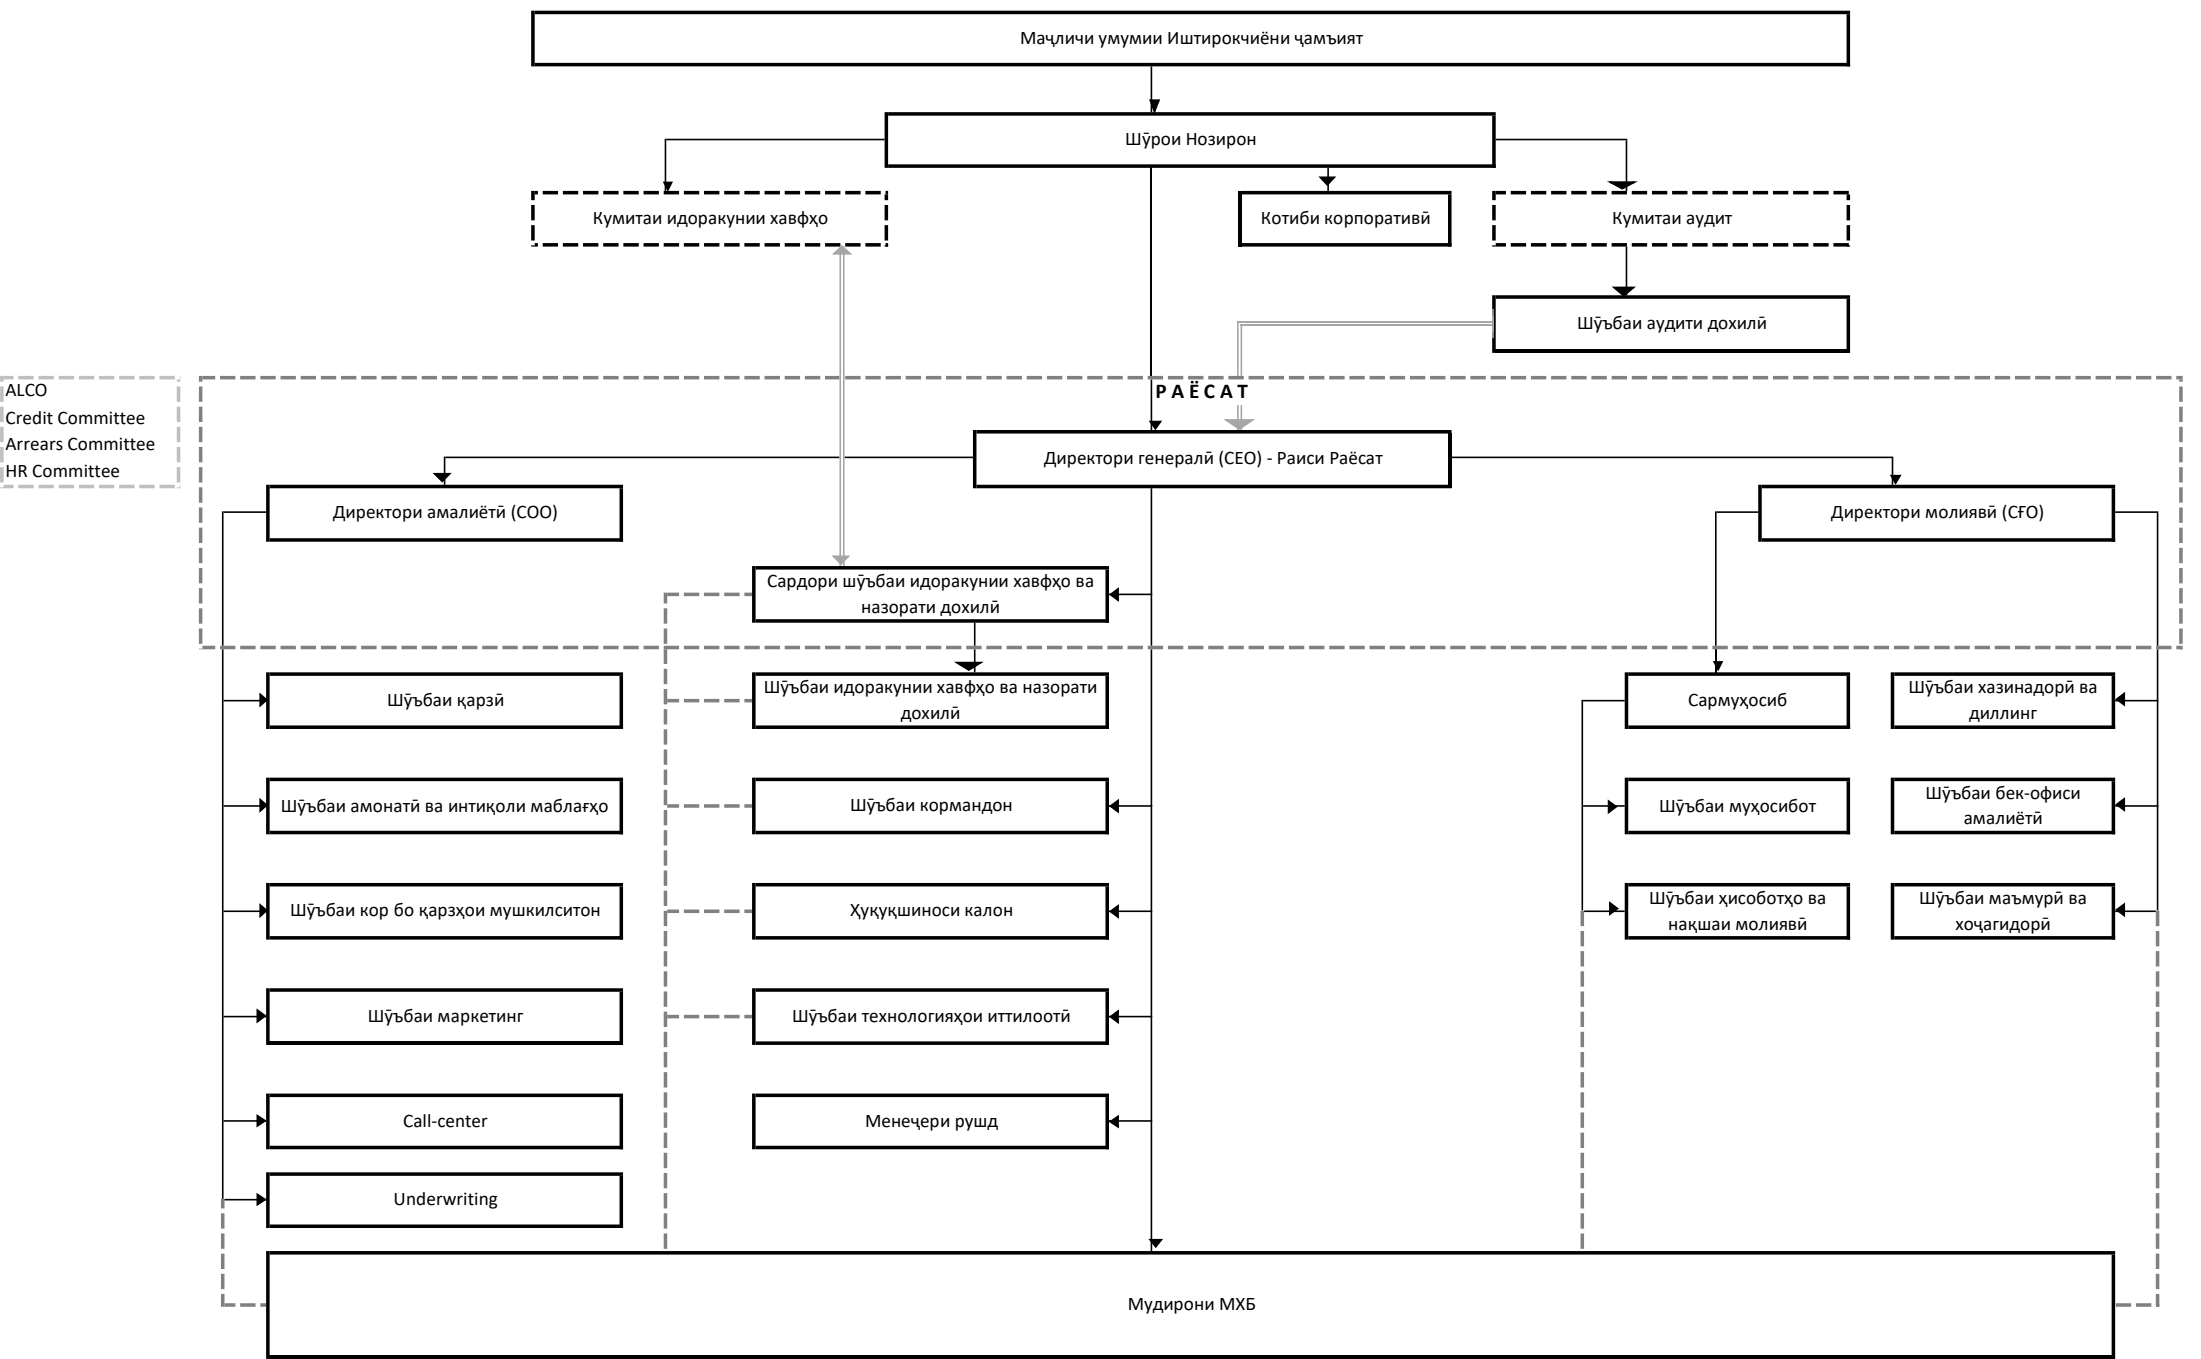 Маҷличи умумии Иштирокчиёни ҷамъият
Шӯрои Нозирон
Кумитаи идоракунии хавфҳо
Котиби корпоративӣ
Кумитаи аудит
Шӯъбаи аудити дохилӣ
ALCO
Credit Committee
Arrears Committee
HR Committee
РАЁСАТ
Директори генералӣ (CEO) - Раиси Раёсат
Директори амалиётӣ (COO)
Директори молиявӣ (CҒO)
Сардори шӯъбаи идоракунии хавфҳо ва
назорати дохилӣ
Шӯъбаи қарзӣ
Шӯъбаи идоракунии хавфҳо ва назорати
дохилӣ
Сармуҳосиб
Шӯъбаи хазинадорӣ ва
диллинг
Шӯъбаи амонатӣ ва интиқоли маблағҳо
Шӯъбаи кормандон
Шӯъбаи муҳосибот
Шӯъбаи бек-офиси
амалиётӣ
Шӯъбаи кор бо қарзҳои мушкилситон
Ҳуқуқшиноси калон
Шӯъбаи ҳисоботҳо ва
нақшаи молиявӣ
Шӯъбаи маъмурӣ ва
хоҷагидорӣ
Шӯъбаи маркетинг
Шӯъбаи технологияҳои иттилоотӣ
Call-center
Менеҷери рушд
Underwriting
Мудирони МХБ